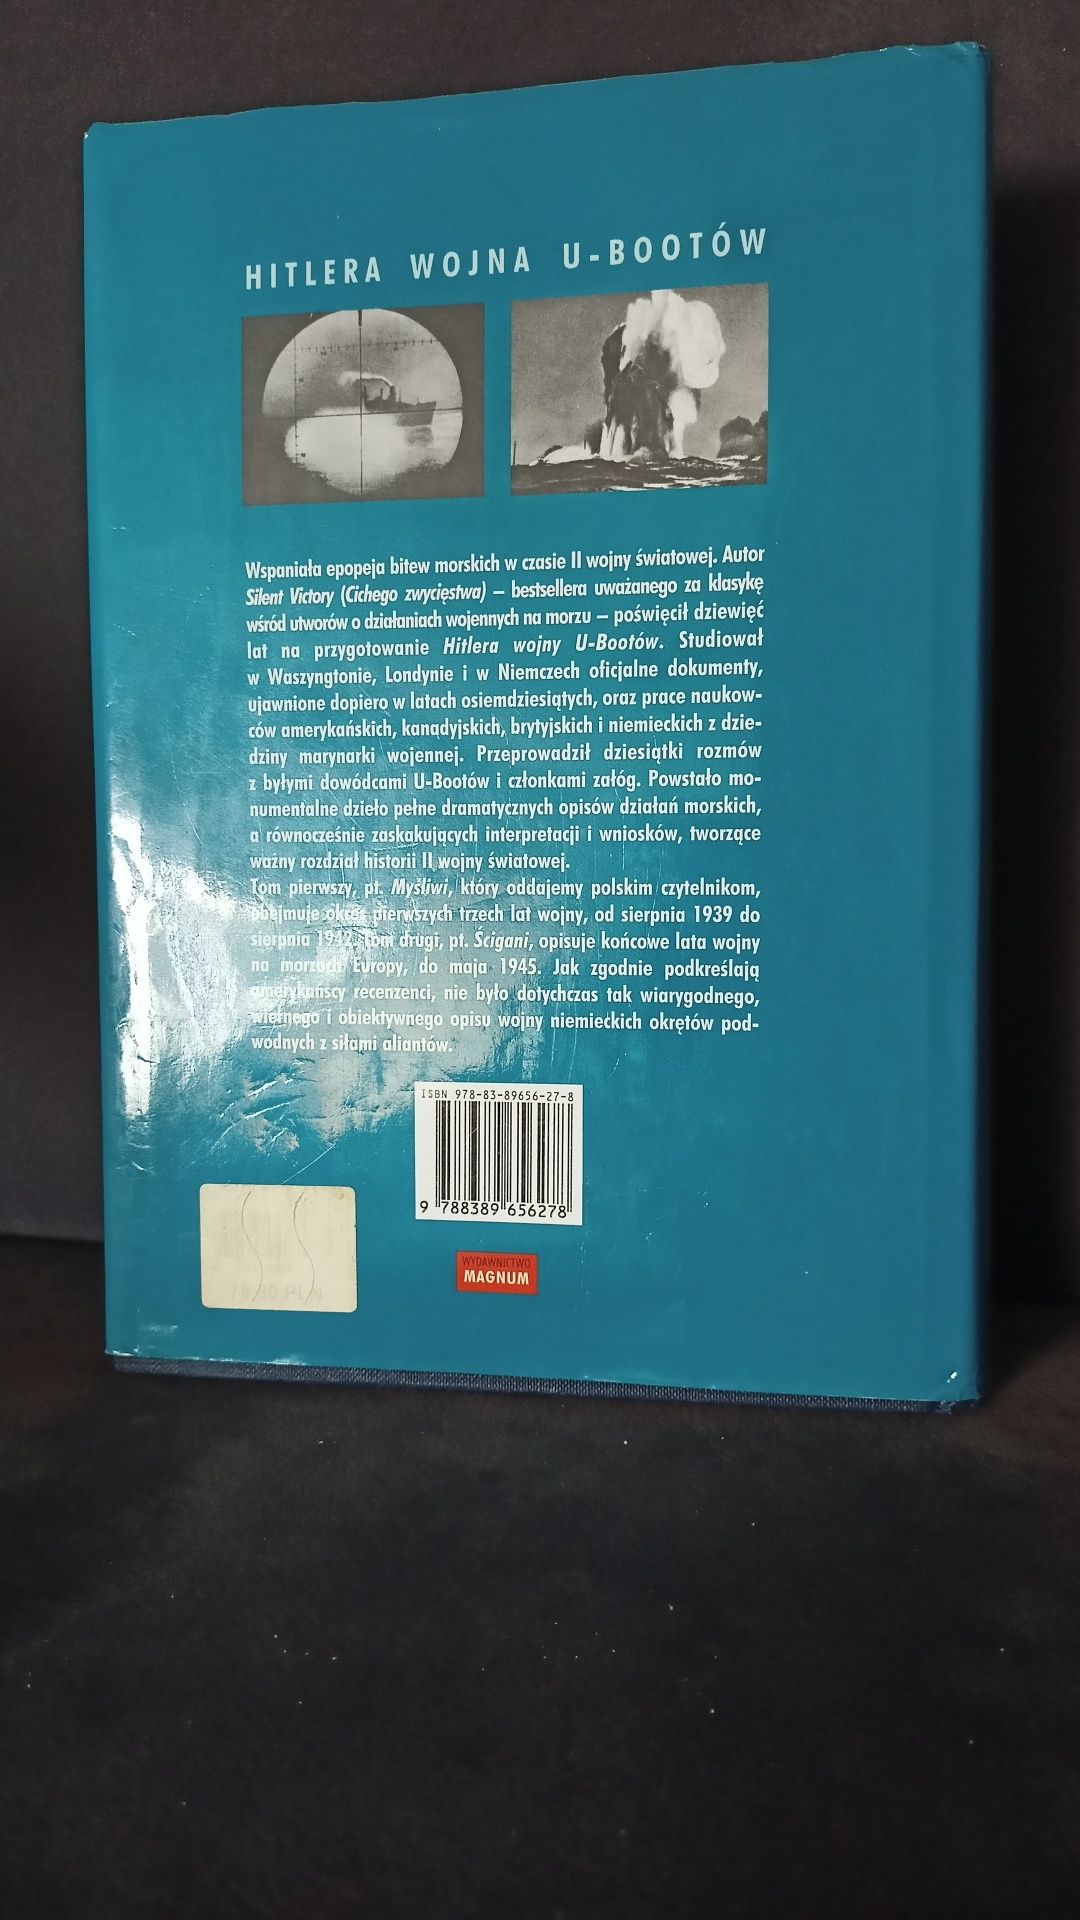 HITLERA WOJNA U-BOOTÓW
Wspaniała epopeja bitew morskich w czasie II wojny światowej. Autor
Silent Victory (Cichego zwycięstwa) – bestsellera uważanego za klasykę
wśród utworów o działaniach wojennych na morzu – poświęcił dziewięć
lat na przygotowanie Hitlera wojny U-Bootów. Studiował
w Waszyngtonie, Londynie i w Niemczech oficjalne dokumenty,
ujawnione dopiero w latach osiemdziesiątych, oraz prace naukow-
ców amerykańskich, kanadyjskich, brytyjskich i niemieckich z dzie-
dziny marynarki wojennej. Przeprowadził dziesiątki rozmów
z byłymi dowódcami U-Bootów i członkami załóg. Powstało mo-
numentalne dzieło pełne dramatycznych opisów działań morskich,
a równocześnie zaskakujących interpretacji i wniosków, tworzące
ważny rozdział historii II wojny światowej.
Tom pierwszy, pt. Myśliwi, który oddajemy polskim czytelnikom,
obejmuje okres pierwszych trzech lat wojny, od sierpnia 1939 do
sierpnia 1942. Tom drugi, pt. Ścigani, opisuje końcowe lata wojny
na morzach Europy, do maja 1945. Jak zgodnie podkreślają
amerykańscy recenzenci, nie było dotychczas tak wiarygodnego,
wiernego i obiektywnego opisu wojny niemieckich okrętów pod-
wodnych z siłami aliantów.
ISBN 978-83-89656-27-8
9 788389 656278
WYDAWNICTWO
MAGNUM
PLN